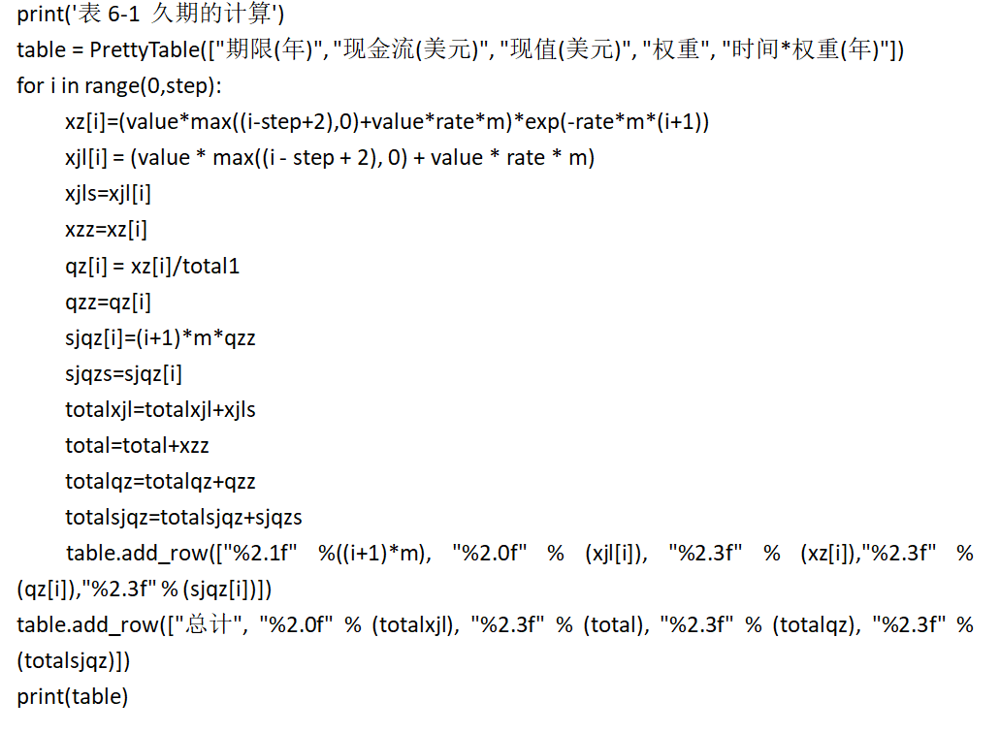 print('表 6-1  久期的计算')
table = PrettyTable(["期限(年)", "现金流(美元)", "现值(美元)", "权重", "时间*权重(年)"])
for i in range(0,step):
xz[i]=(value*max((i-step+2),0)+value*rate*m)*exp(-rate*m*(i+1))
xjl[i] = (value * max((i - step + 2), 0) + value * rate * m)
xjls=xjl[i]
xzz=xz[i]
qz[i] = xz[i]/total1
qzz=qz[i]
sjqz[i]=(i+1)*m*qzz
sjqzs=sjqz[i]
totalxjl=totalxjl+xjls
total=total+xzz
totalqz=totalqz+qzz
totalsjqz=totalsjqz+sjqzs
table.add_row(["%2.1f" %((i+1)*m), "%2.0f" % (xjl[i]), "%2.3f" % (xz[i]),"%2.3f" %
(qz[i]),"%2.3f" % (sjqz[i])])
table.add_row(["总计", "%2.0f" % (totalxjl), "%2.3f" % (total), "%2.3f" % (totalqz), "%2.3f" %
(totalsjqz)])
print(table)